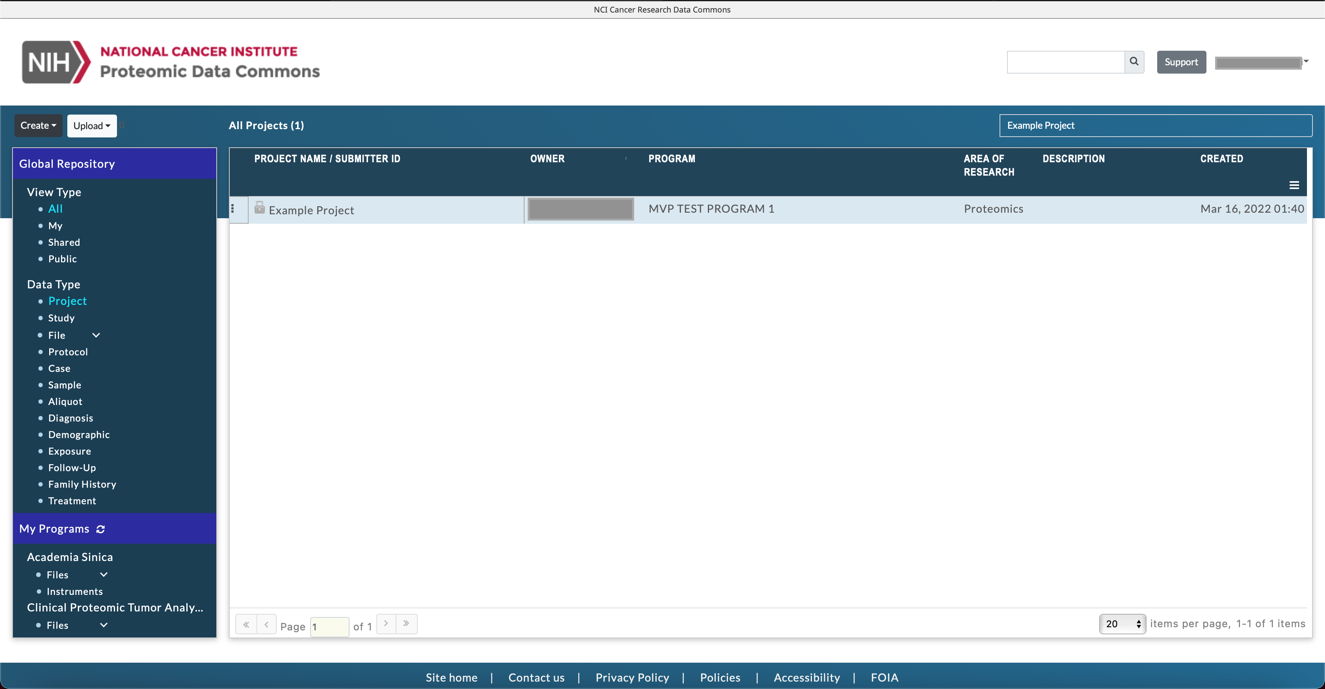 NCI Cancer Research Data Commons
NIH
NATIONAL CANCER INSTITUTE
Proteomic Data Commons
Support
Create
Upload
All Projects (1)
Example Project
Global Repository
View Type
All
My
Shared
Public
Data Type
Project
Study
File
Protocol
Case
Sample
Aliquot
Diagnosis
Demographic
Exposure
Follow-Up
Family History
Treatment
My Programs
Academia Sinica
Files
Instruments
Clinical Proteomic Tumor Analy...
Files
PROJECT NAME / SUBMITTER ID OWNER PROGRAM AREA OF RESEARCH DESCRIPTION CREATED
Example Project MVP TEST PROGRAM 1 Proteomics Mar 16, 2022 01:40
« ‹ Page 1 of 1 › » 20 items per page, 1-1 of 1 items
Site home | Contact us | Privacy Policy | Policies | Accessibility | FOIA